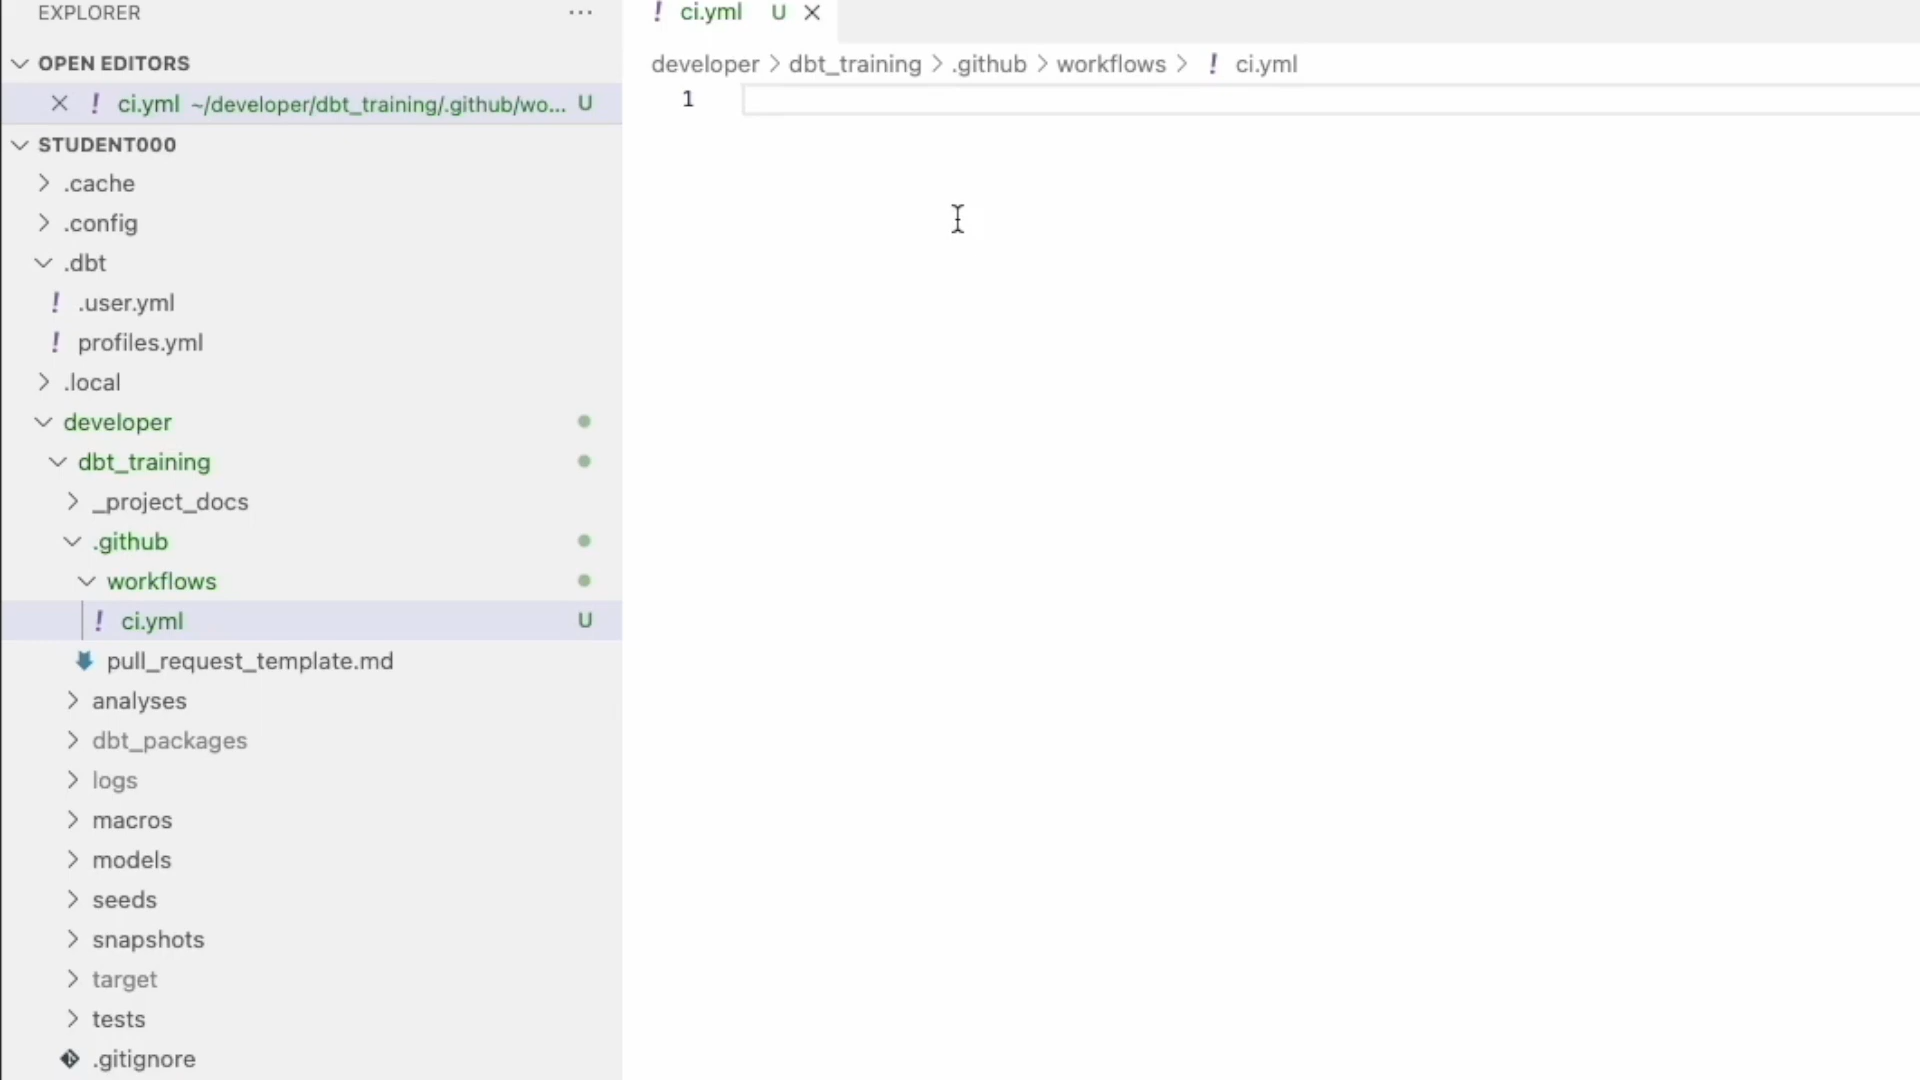 EXPLORER ...
OPEN EDITORS
ci.yml ~/developer/dbt_training/.github/wo... U
STUDENT000
.cache
.config
.dbt
! .user.yml
! profiles.yml
.local
developer
dbt_training
_project_docs
.github
workflows
! ci.yml U
pull_request_template.md
analyses
dbt_packages
logs
macros
models
seeds
snapshots
target
tests
.gitignore
! ci.yml U
developer > dbt_training > .github > workflows > ! ci.yml
1